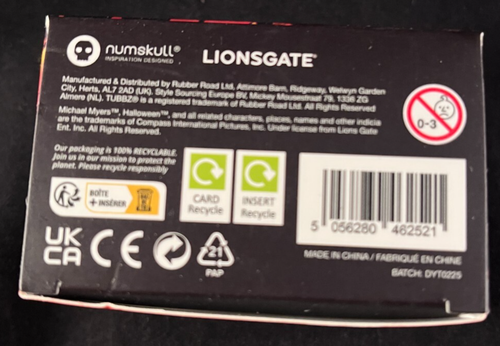 numskull®
INSPIRATION DESIGNED
LIONSGATE®
Manufactured & Distributed by Rubber Road Ltd, Attimore Barn, Ridgeway, Welwyn Garden
City, Herts, AL7 2AD (UK). Style Sourcing Europe BV, Mickey Mousestraat 79, 1336 ZG
Almere (NL). TUBBZ® is a registered trademark of Rubber Road Ltd. All Rights Reserved.
Michael Myers™, Halloween™, and all related characters, places, names and other indicia
are the trademarks of Compass International Pictures, Inc. Under license from Lions Gate
Ent. Inc. All Rights Reserved.
0-3
Our packaging is 100% RECYCLABLE.
Join us in our mission to protect the
planet. Please recycle responsibly
BOÎTE
+ INSÉRER
CARD
Recycle
INSERT
Recycle
5 056280 462521
UK
CA
CE
21
PAP
MADE IN CHINA / FABRIQUÉ EN CHINE
BATCH: DYT0225